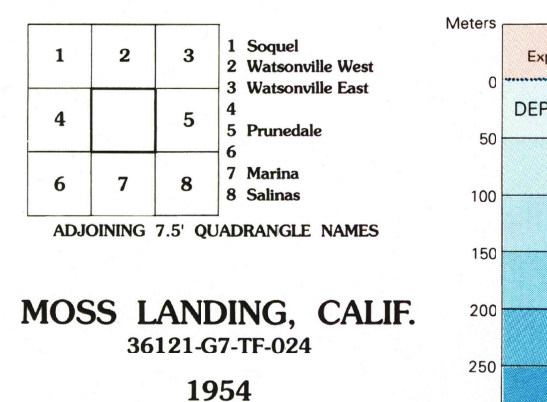 1 2 3
4 5
6 7 8
1 Soquel
2 Watsonville West
3 Watsonville East
4
5 Prunedale
6
7 Marina
8 Salinas
ADJOINING 7.5' QUADRANGLE NAMES
MOSS LANDING, CALIF.
36121-G7-TF-024
1954
Meters
Exp
0
DEP
50
100
150
200
250